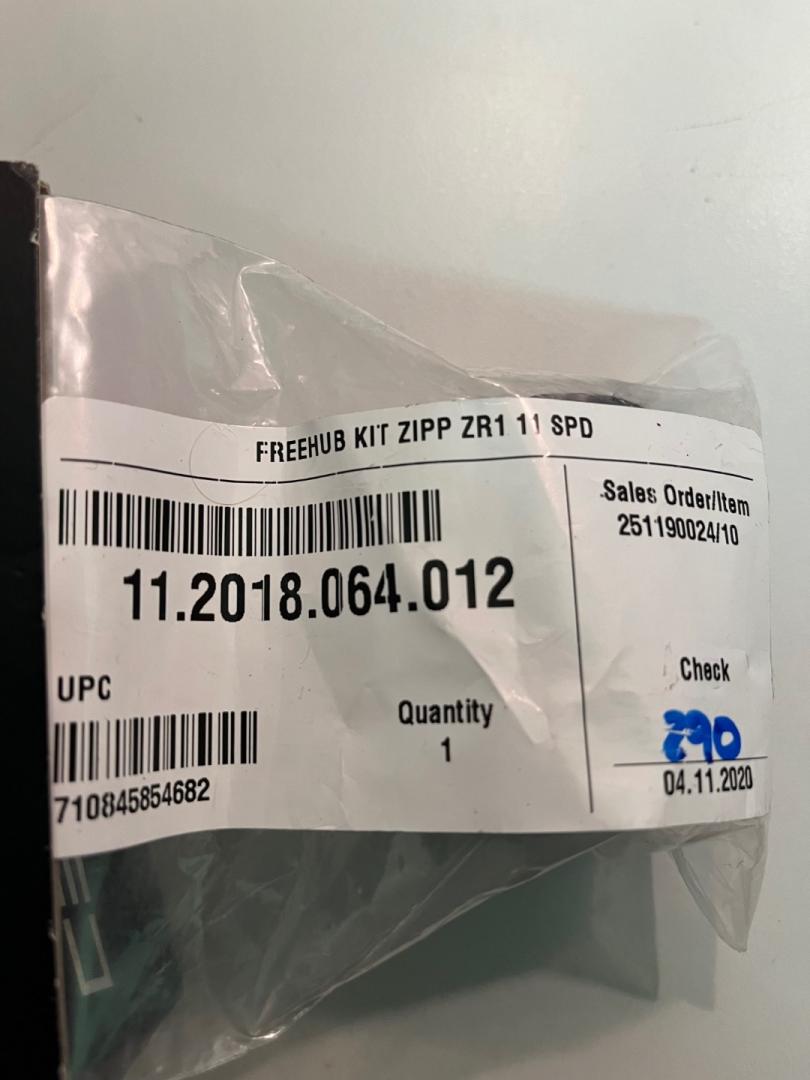 FREEHUB KIT ZIPP ZR1 11 SPD
11.2018.064.012
UPC
710845854682
Quantity
1
Sales Order/Item
251190024/10
Check
290
04.11.2020